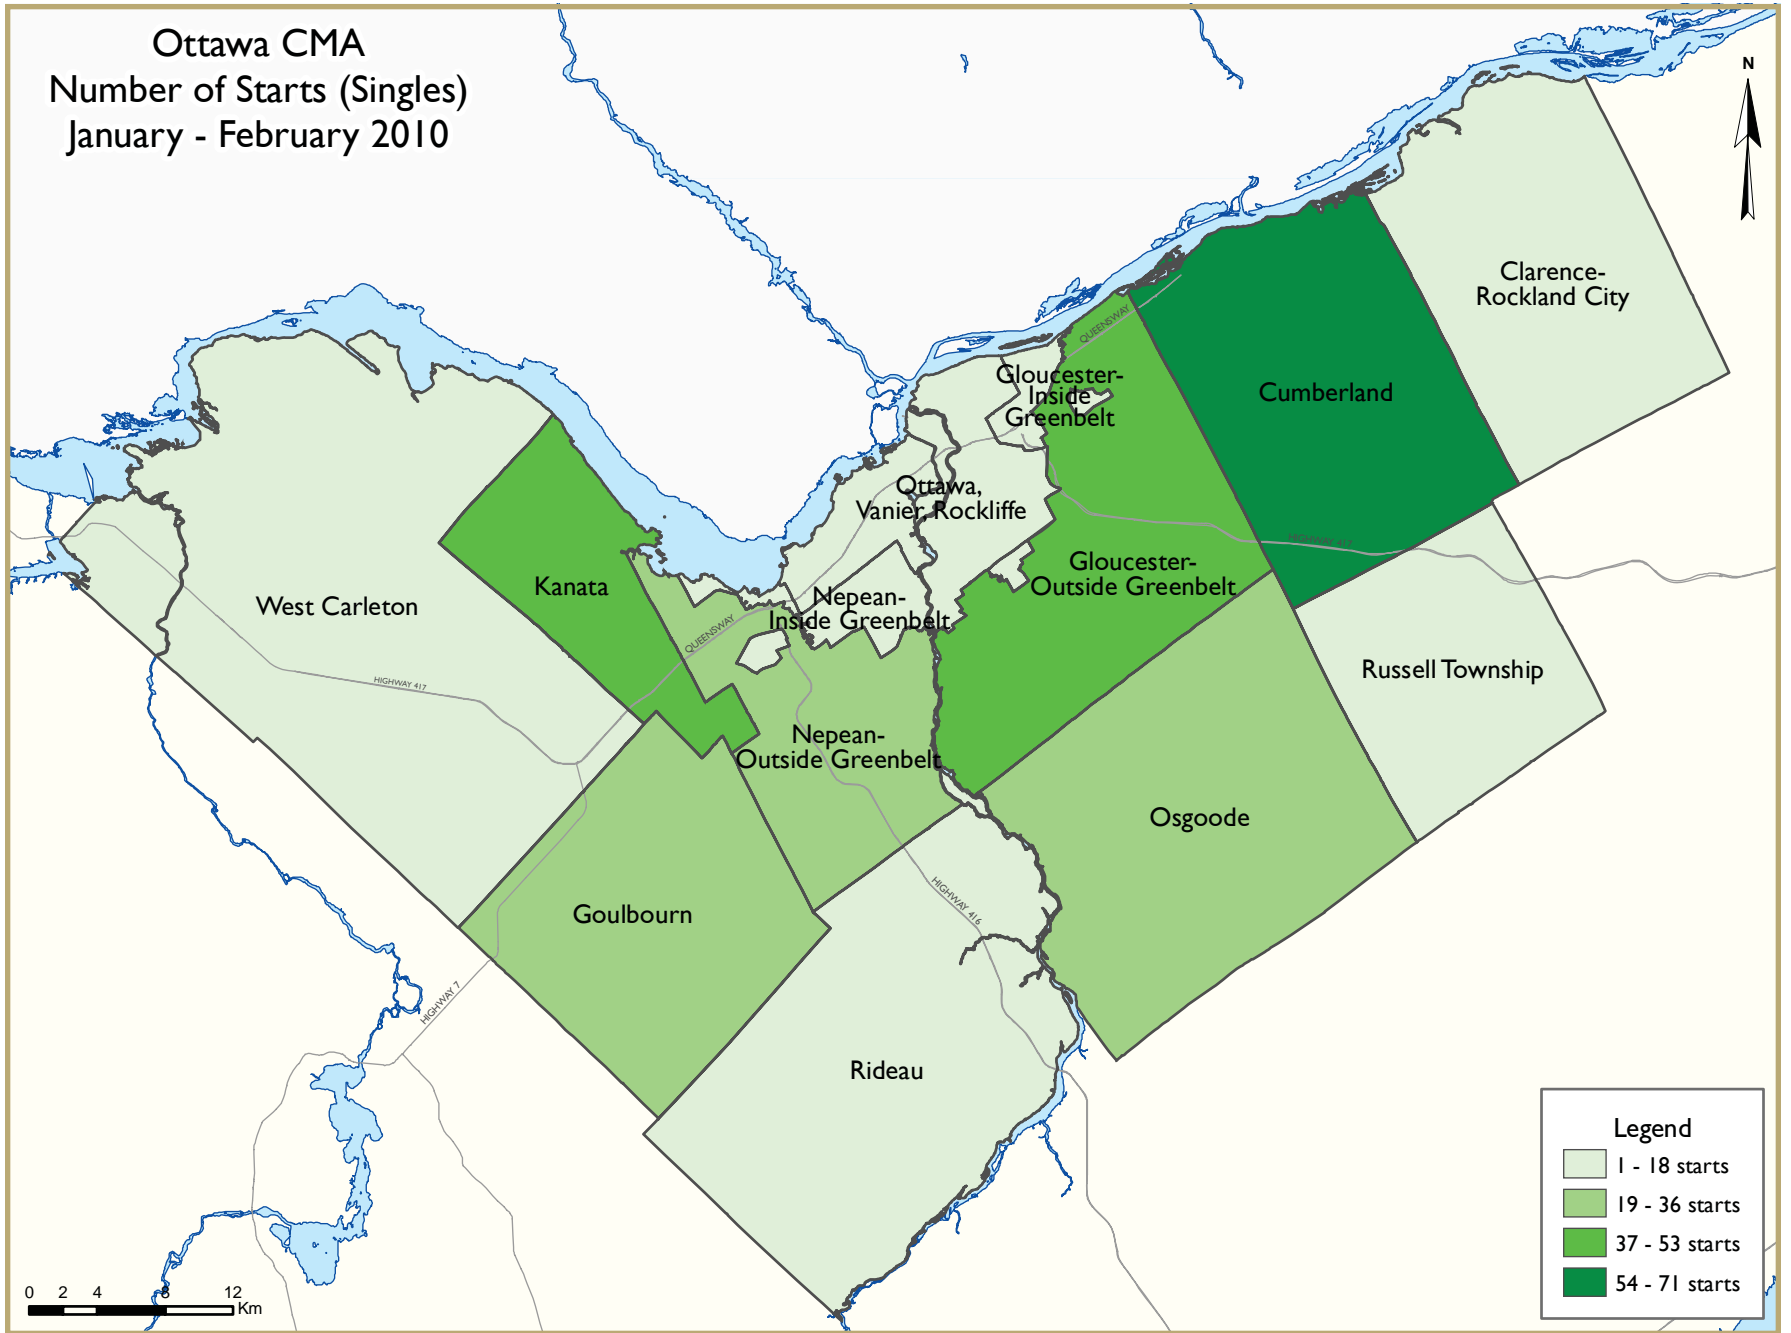 Ottawa CMA
Number of Starts (Singles)
January - February 2010
N
Clarence-
Rockland City
QUEENSWAY
Gloucester-
Inside
Greenbelt
Cumberland
Ottawa,
Vanier, Rockliffe
HIGHWAY 417
Gloucester-
Outside Greenbelt
Kanata
West Carleton
Nepean-
Inside Greenbelt
QUEENSWAY
Russell Township
HIGHWAY 417
Nepean-
Outside Greenbelt
Osgoode
Goulbourn
HIGHWAY 416
HIGHWAY 7
Rideau
Legend
1 - 18 starts
19 - 36 starts
37 - 53 starts
54 - 71 starts
0 2 4 8 12
Km